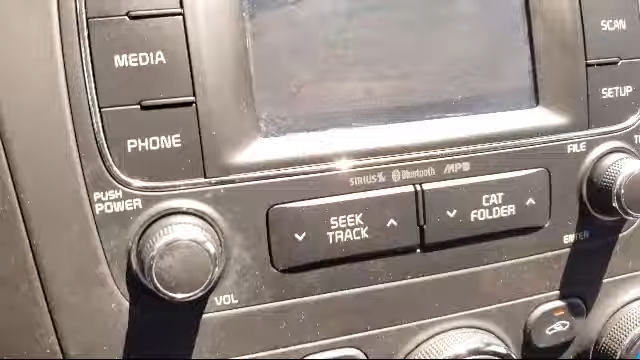 MEDIA
SCAN
SETUP
PHONE
FILE
SIRIUS Bluetooth MP3
PUSH
POWER
SEEK
TRACK
CAT
FOLDER
ENTER
VOL